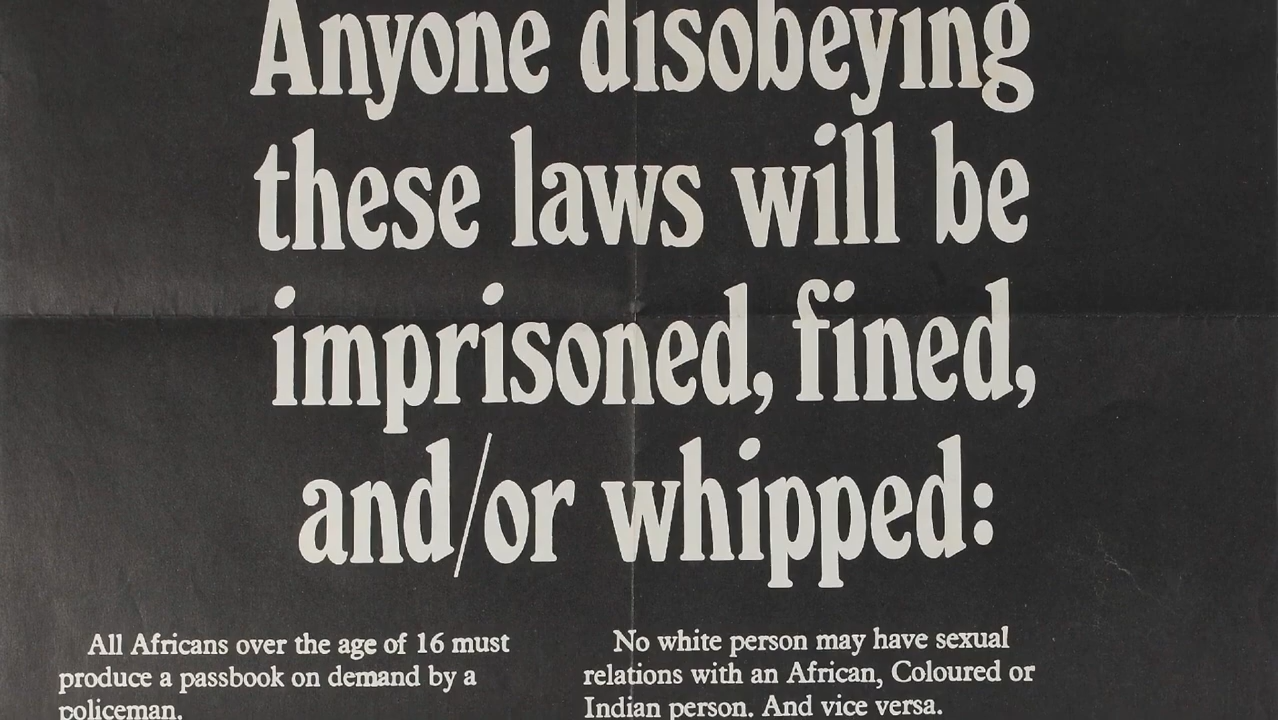 Anyone disobeying
these laws will be
imprisoned, fined,
and/or whipped:
All Africans over the age of 16 must
produce a passbook on demand by a
policeman.
No white person may have sexual
relations with an African, Coloured or
Indian person. And vice versa.